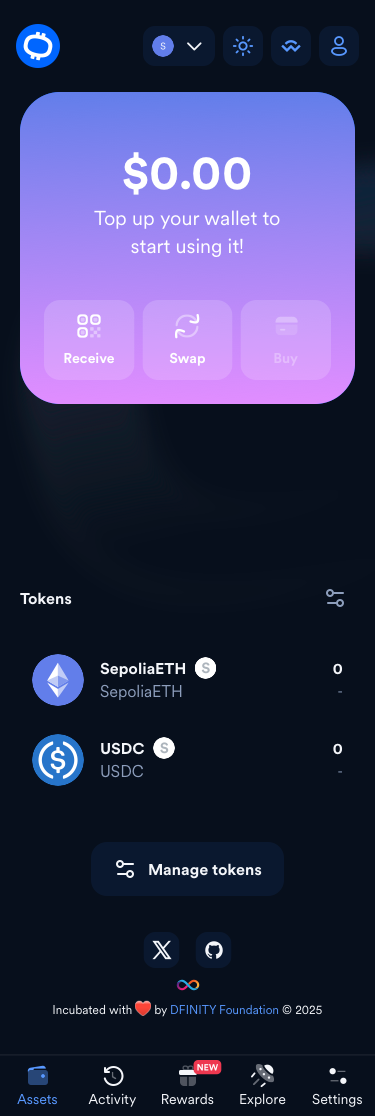 S
$0.00
Top up your wallet to
start using it!
Receive
Swap
Buy
Tokens
SepoliaETH S
0
SepoliaETH
-
USDC S
0
USDC
-
Manage tokens
Incubated with ❤️ by DFINITY Foundation © 2025
NEW
Assets
Activity
Rewards
Explore
Settings